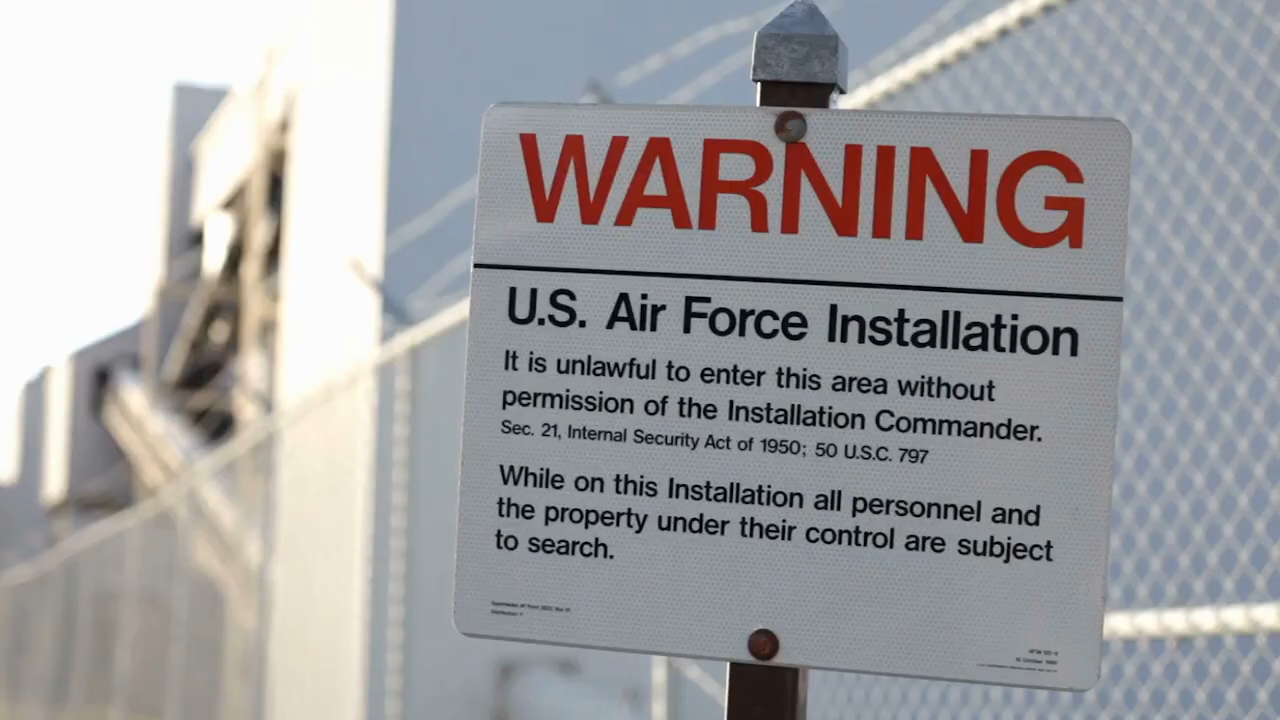 WARNING
U.S. Air Force Installation
It is unlawful to enter this area without
permission of the Installation Commander.
Sec. 21, Internal Security Act of 1950; 50 U.S.C. 797
While on this Installation all personnel and
the property under their control are subject
to search.